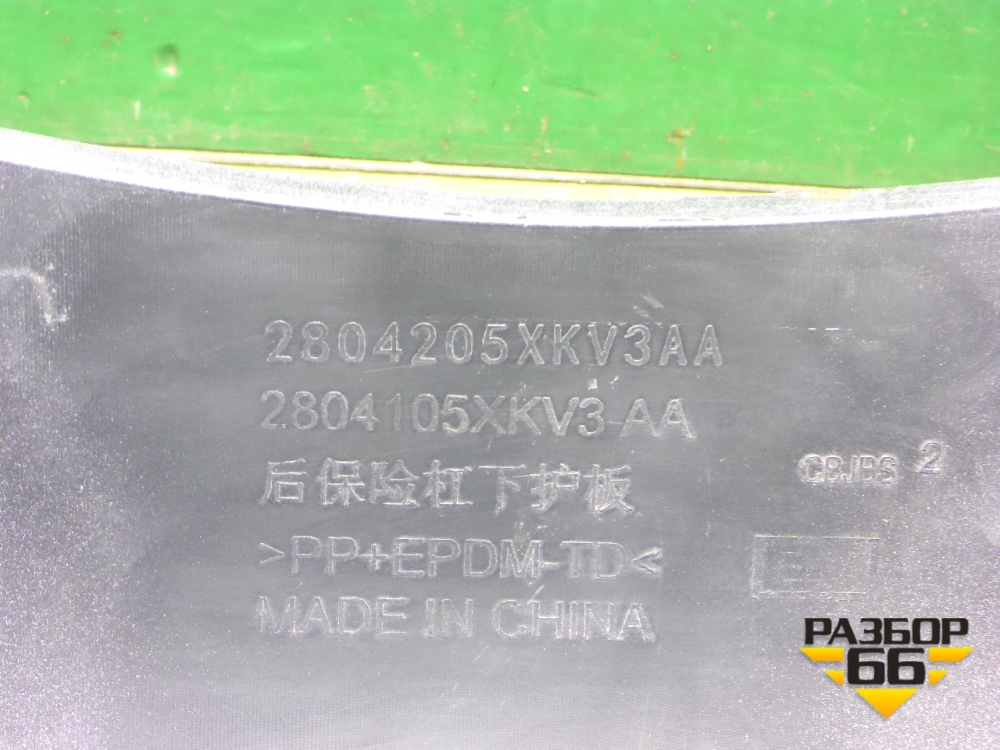 2804205XKV3AA
2804105XKV3-AA
后保险杠下护板
GBJBS 2
>PP+EPDM-TD<
MADE IN CHINA
РАЗБОР
66